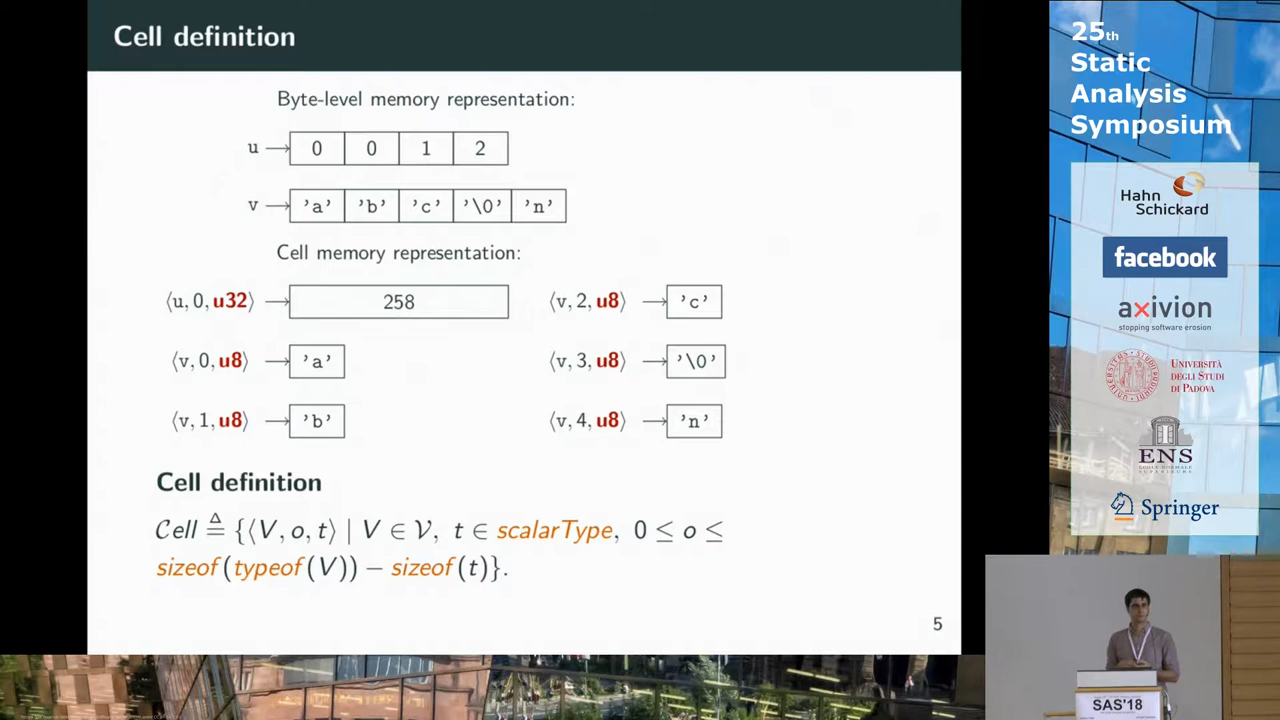 Cell definition
Byte-level memory representation:
u → 0 0 1 2
v → 'a' 'b' 'c' '\0' 'n'
Cell memory representation:
⟨u, 0, u32⟩ → 258
⟨v, 2, u8⟩ → 'c'
⟨v, 0, u8⟩ → 'a'
⟨v, 3, u8⟩ → '\0'
⟨v, 1, u8⟩ → 'b'
⟨v, 4, u8⟩ → 'n'
Cell definition
𝒞ell ≜ {⟨V, o, t⟩ | V ∈ 𝒱, t ∈ scalarType, 0 ≤ o ≤
sizeof(typeof(V)) − sizeof(t)}.
5
25th
Static
Analysis
Symposium
Hahn
Schickard
facebook
axivion
stopping software erosion
UNIVERSITÀ
DEGLI STUDI
DI PADOVA
ENS
ÉCOLE NORMALE
SUPÉRIEURE
Springer
SAS'18